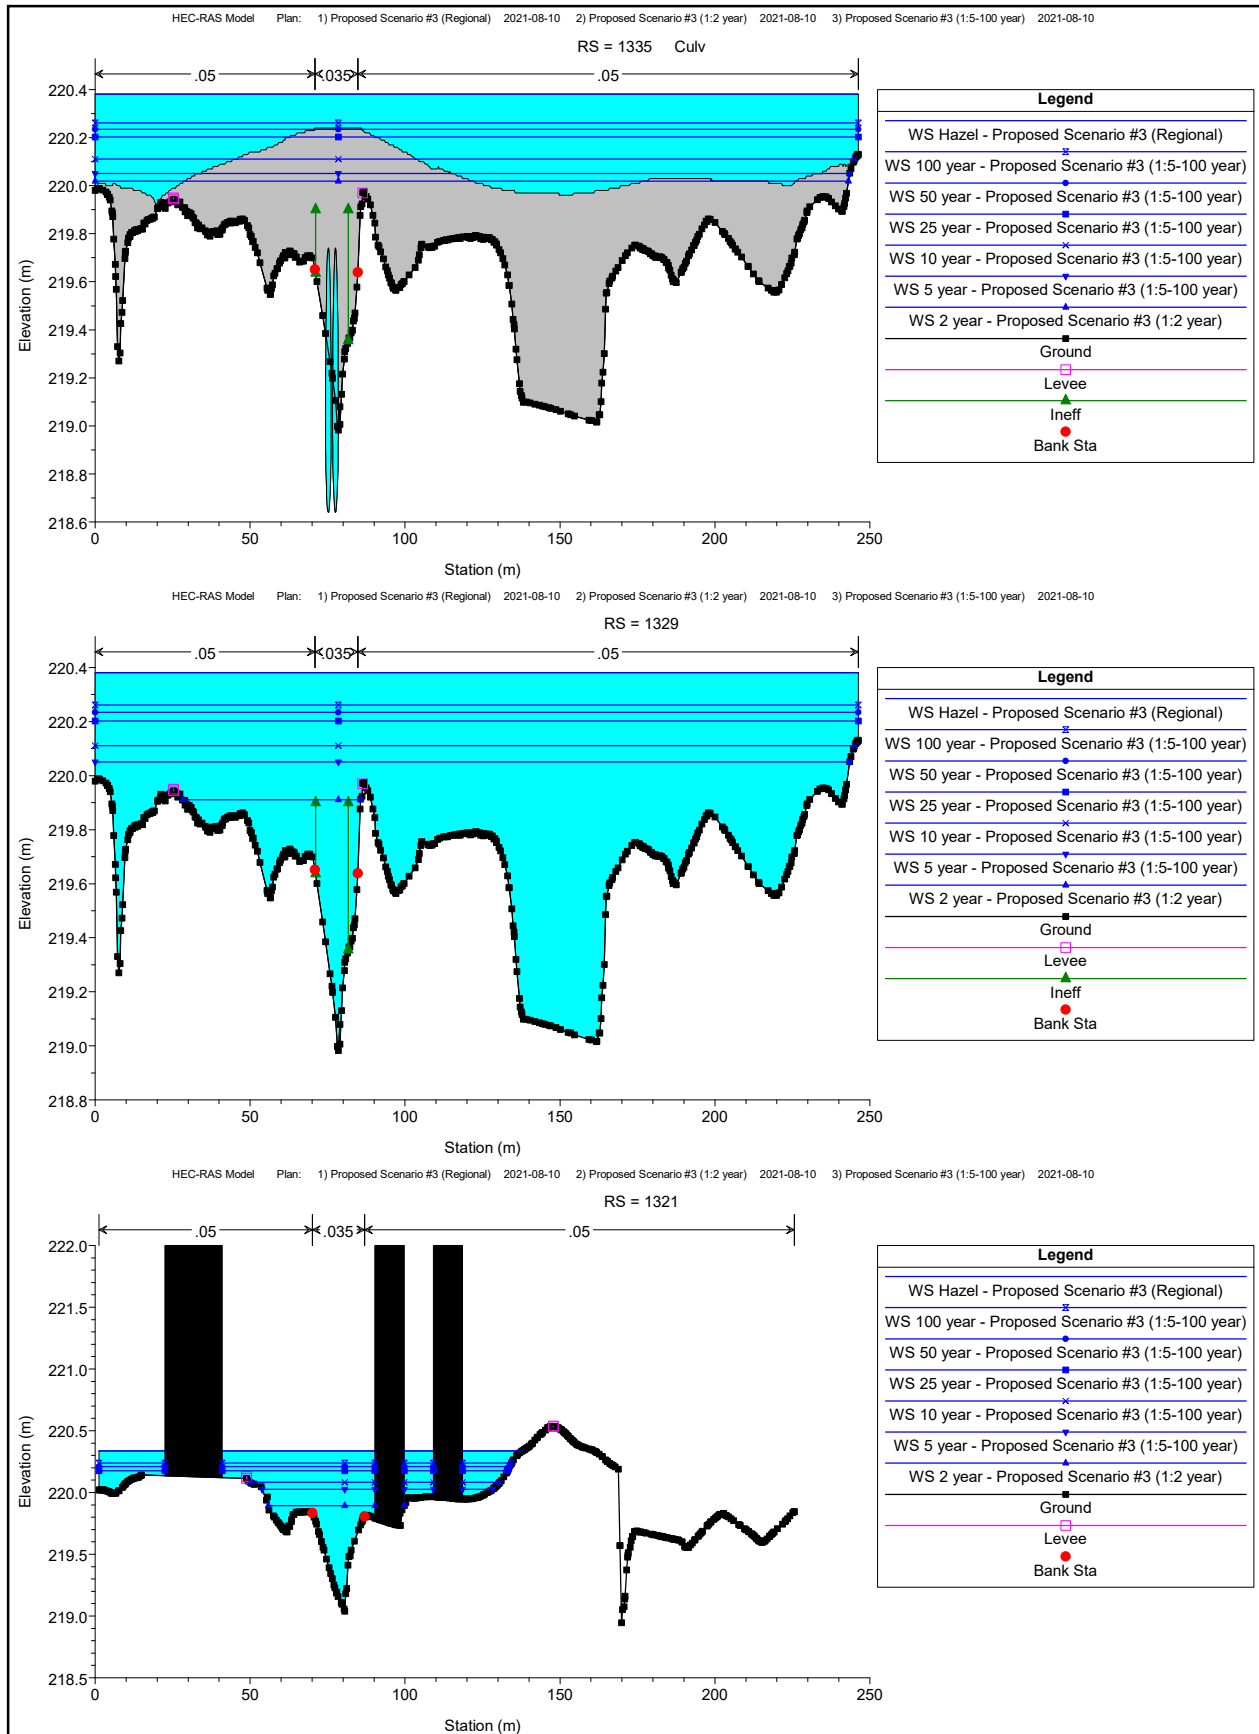 HEC-RAS Model Plan: 1) Proposed Scenario #3 (Regional) 2021-08-10 2) Proposed Scenario #3 (1:2 year) 2021-08-10 3) Proposed Scenario #3 (1:5-100 year) 2021-08-10
RS = 1335 Culv
.05 .035 .05
220.4
220.2
220.0
219.8
219.6
219.4
219.2
219.0
218.8
218.6
Elevation (m)
0 50 100 150 200 250
Station (m)
Legend
WS Hazel - Proposed Scenario #3 (Regional)
WS 100 year - Proposed Scenario #3 (1:5-100 year)
WS 50 year - Proposed Scenario #3 (1:5-100 year)
WS 25 year - Proposed Scenario #3 (1:5-100 year)
WS 10 year - Proposed Scenario #3 (1:5-100 year)
WS 5 year - Proposed Scenario #3 (1:5-100 year)
WS 2 year - Proposed Scenario #3 (1:2 year)
Ground
Levee
Ineff
Bank Sta
HEC-RAS Model Plan: 1) Proposed Scenario #3 (Regional) 2021-08-10 2) Proposed Scenario #3 (1:2 year) 2021-08-10 3) Proposed Scenario #3 (1:5-100 year) 2021-08-10
RS = 1329
.05 .035 .05
220.4
220.2
220.0
219.8
219.6
219.4
219.2
219.0
218.8
Elevation (m)
0 50 100 150 200 250
Station (m)
Legend
WS Hazel - Proposed Scenario #3 (Regional)
WS 100 year - Proposed Scenario #3 (1:5-100 year)
WS 50 year - Proposed Scenario #3 (1:5-100 year)
WS 25 year - Proposed Scenario #3 (1:5-100 year)
WS 10 year - Proposed Scenario #3 (1:5-100 year)
WS 5 year - Proposed Scenario #3 (1:5-100 year)
WS 2 year - Proposed Scenario #3 (1:2 year)
Ground
Levee
Ineff
Bank Sta
HEC-RAS Model Plan: 1) Proposed Scenario #3 (Regional) 2021-08-10 2) Proposed Scenario #3 (1:2 year) 2021-08-10 3) Proposed Scenario #3 (1:5-100 year) 2021-08-10
RS = 1321
.05 .035 .05
222.0
221.5
221.0
220.5
220.0
219.5
219.0
218.5
Elevation (m)
0 50 100 150 200 250
Station (m)
Legend
WS Hazel - Proposed Scenario #3 (Regional)
WS 100 year - Proposed Scenario #3 (1:5-100 year)
WS 50 year - Proposed Scenario #3 (1:5-100 year)
WS 25 year - Proposed Scenario #3 (1:5-100 year)
WS 10 year - Proposed Scenario #3 (1:5-100 year)
WS 5 year - Proposed Scenario #3 (1:5-100 year)
WS 2 year - Proposed Scenario #3 (1:2 year)
Ground
Levee
Bank Sta